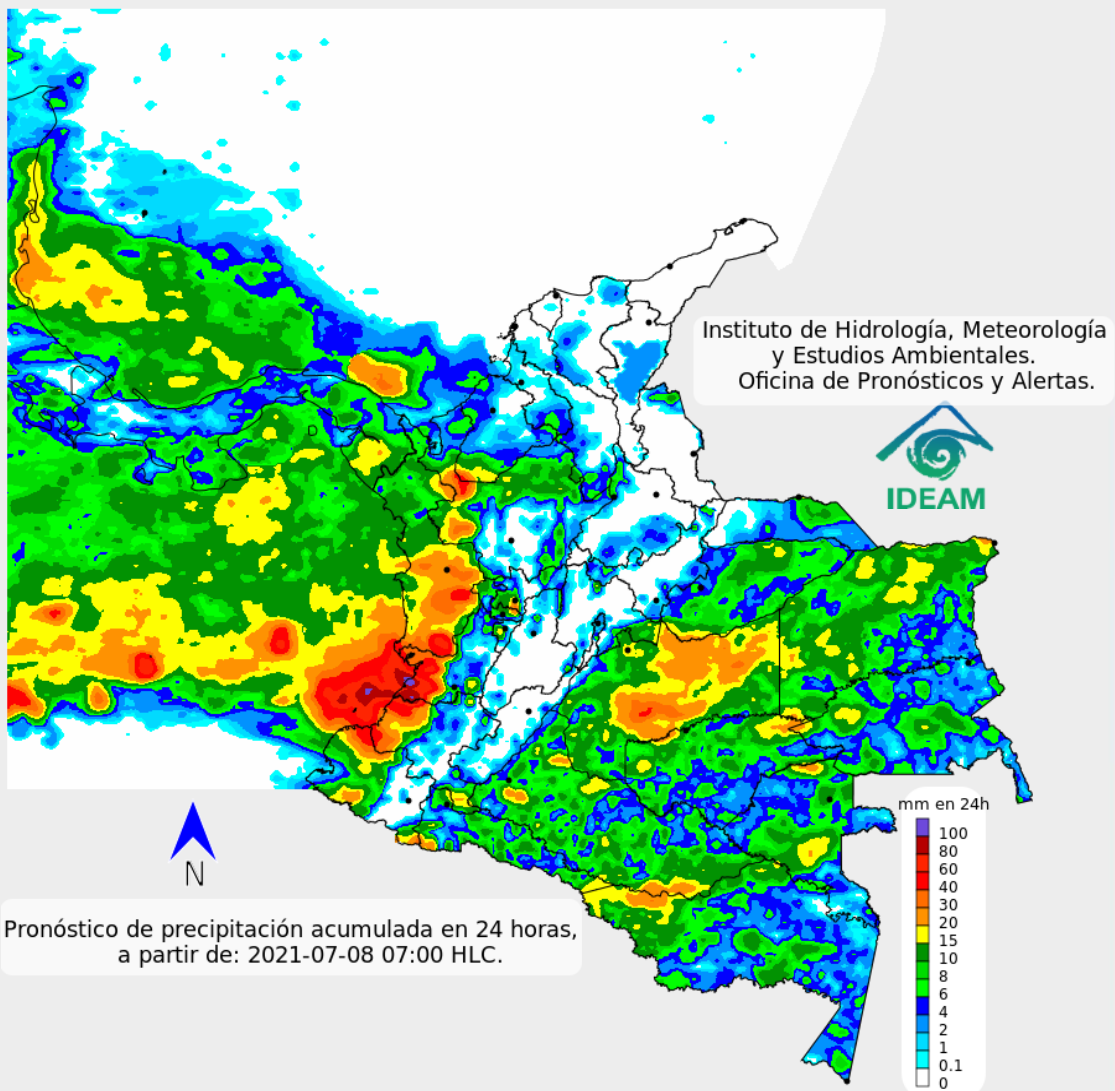 Instituto de Hidrología, Meteorología
y Estudios Ambientales.
Oficina de Pronósticos y Alertas.
IDEAM
mm en 24h
100
80
60
40
30
20
15
10
8
6
4
2
1
0.1
0
N
Pronóstico de precipitación acumulada en 24 horas,
a partir de: 2021-07-08 07:00 HLC.